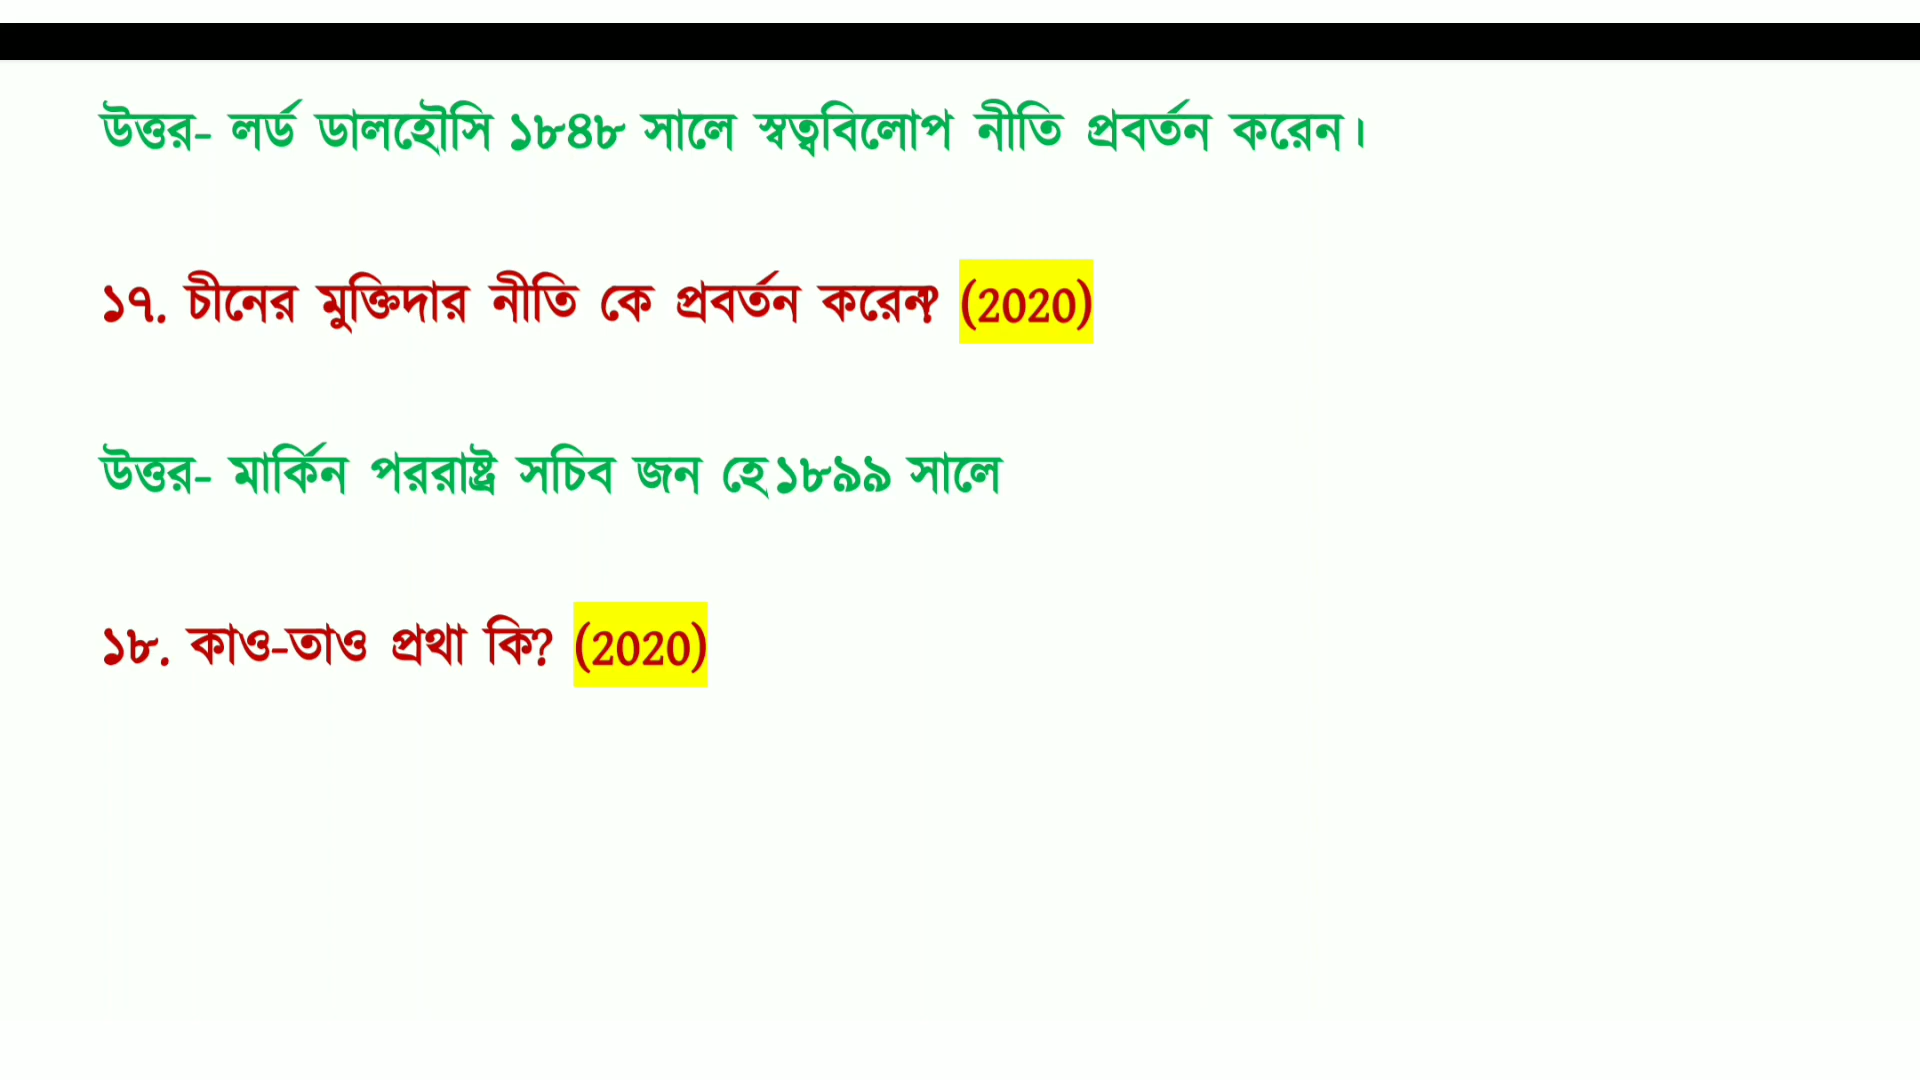 উত্তর- লর্ড ডালহৌসি ১৮৪৮ সালে স্বত্ববিলোপ নীতি প্রবর্তন করেন।
১৭. চীনের মুক্তিদার নীতি কে প্রবর্তন করেন? (2020)
উত্তর- মার্কিন পররাষ্ট্র সচিব জন হে ১৮৯৯ সালে
১৮. কাও-তাও প্রথা কি? (2020)